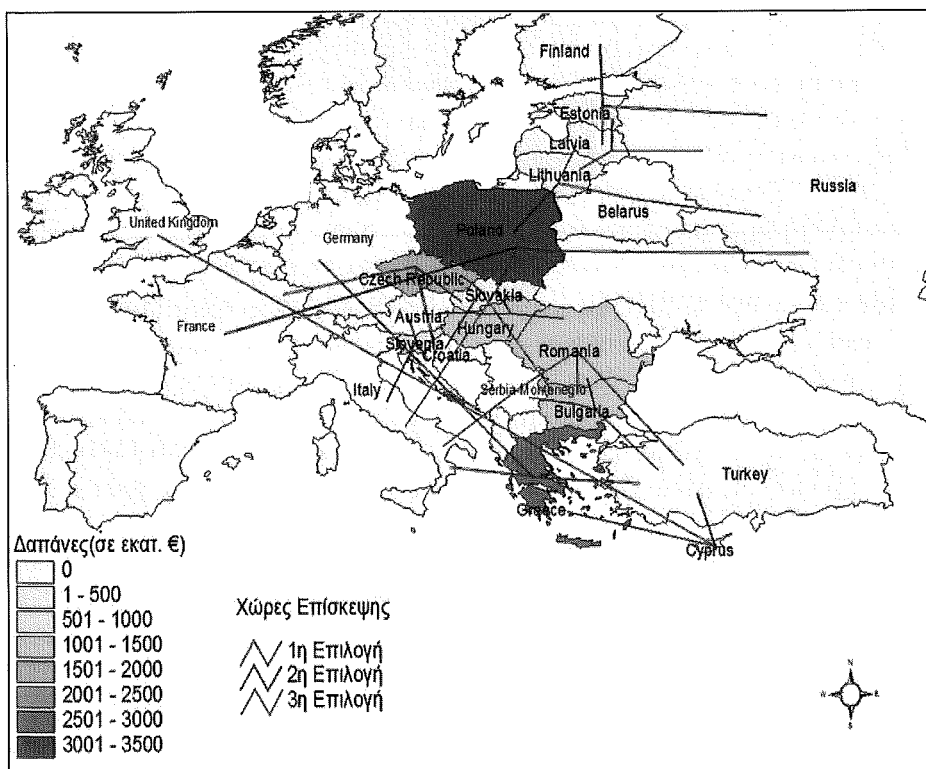 Finland
Estonia
Latvia
Lithuania
Russia
Belarus
United Kingdom
Poland
Germany
Czech Republic
Slovakia
France
Austria
Hungary
Slovenia
Croatia
Romania
Italy
Serbia Montenegro
Bulgaria
Turkey
Greece
Cyprus
Δαπάνες(σε εκατ. €)
0
1 - 500
501 - 1000
1001 - 1500
1501 - 2000
2001 - 2500
2501 - 3000
3001 - 3500
Χώρες Επίσκεψης
1η Επιλογή
2η Επιλογή
3η Επιλογή
N
W
E
S